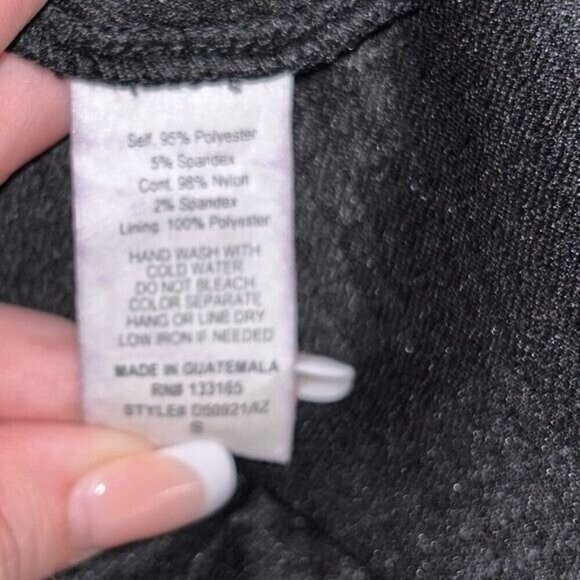 Self. 95% Polyester
5% Spandex
Cont. 98% Nylon
2% Spandex
Lining: 100% Polyester
HAND WASH WITH
COLD WATER
DO NOT BLEACH
COLOR SEPARATE
HANG OR LINE DRY
LOW IRON IF NEEDED
MADE IN GUATEMALA
RN# 133165
STYLE# D50921AZ
S